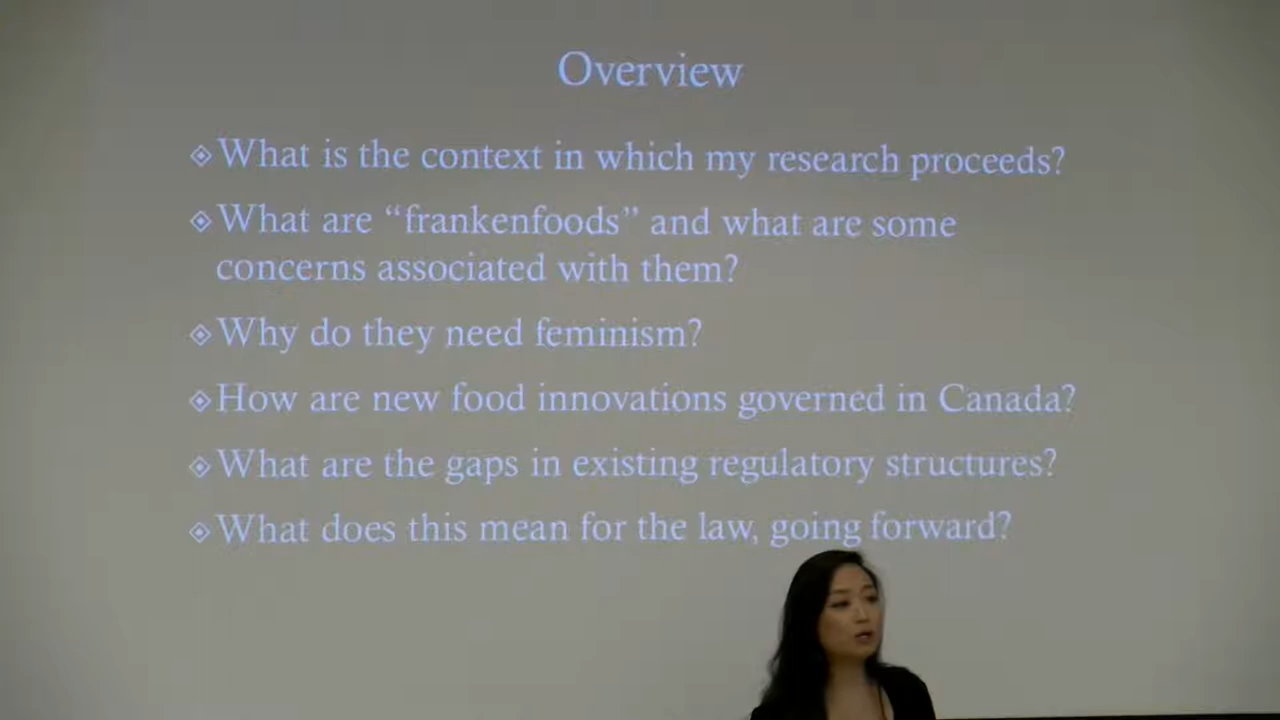 Overview
What is the context in which my research proceeds?
What are “frankenfoods” and what are some
concerns associated with them?
Why do they need feminism?
How are new food innovations governed in Canada?
What are the gaps in existing regulatory structures?
What does this mean for the law, going forward?